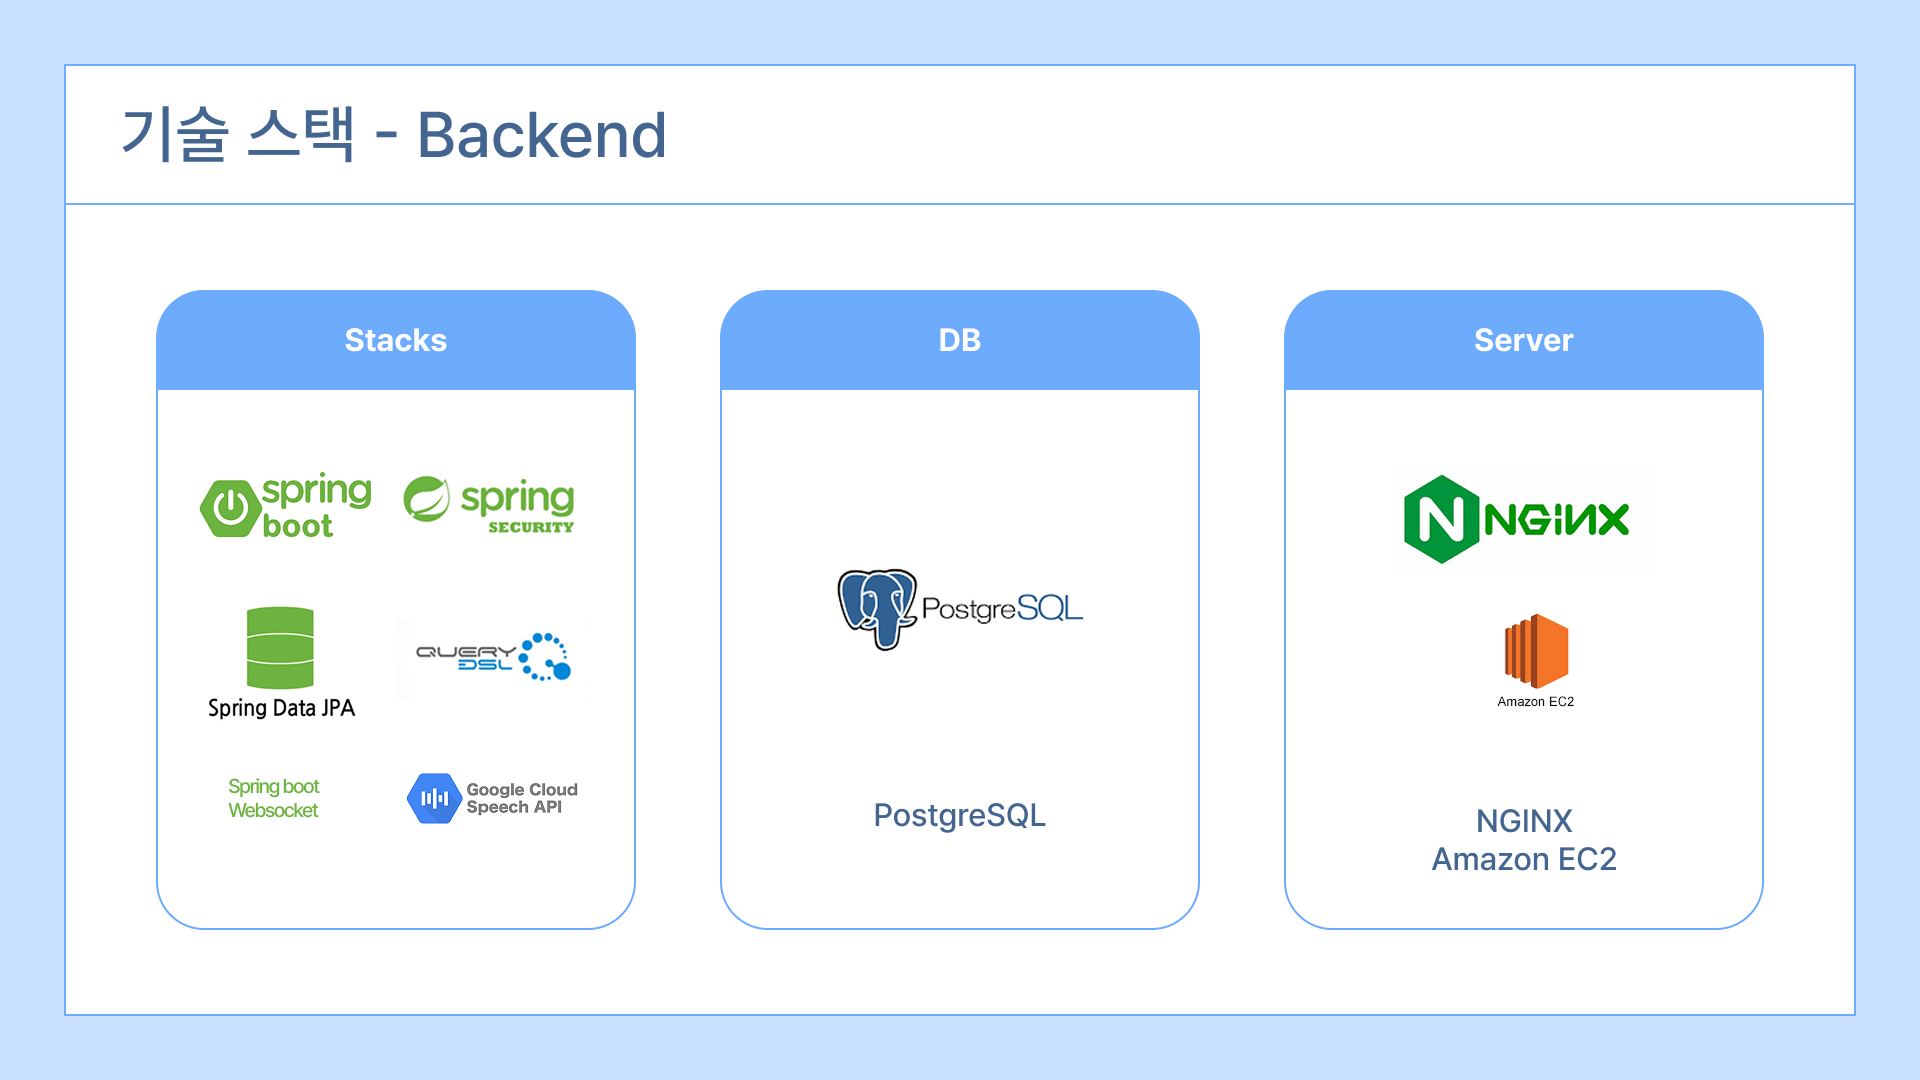 기술 스택 - Backend
Stacks
spring
boot
spring
SECURITY
Spring Data JPA
QUERY
DSL
Spring boot
Websocket
Google Cloud
Speech API
DB
PostgreSQL
PostgreSQL
Server
NGINX
Amazon EC2
NGINX
Amazon EC2